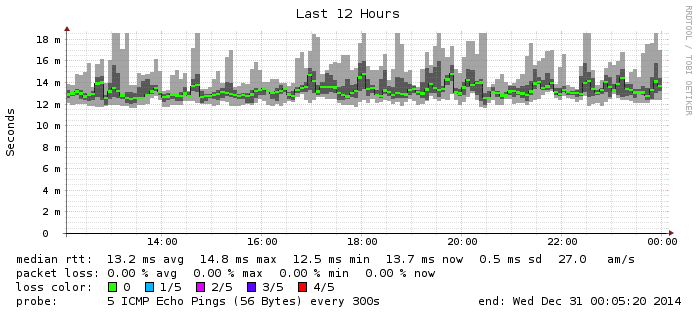 Last 12 Hours
RRDTOOL / TOBI OETIKER
Seconds
18 m
16 m
14 m
12 m
10 m
8 m
6 m
4 m
2 m
0
14:00 16:00 18:00 20:00 22:00 00:00
median rtt: 13.2 ms avg 14.8 ms max 12.5 ms min 13.7 ms now 0.5 ms sd 27.0 am/s
packet loss: 0.00 % avg 0.00 % max 0.00 % min 0.00 % now
loss color: 0 1/5 2/5 3/5 4/5
probe: 5 ICMP Echo Pings (56 Bytes) every 300s end: Wed Dec 31 00:05:20 2014